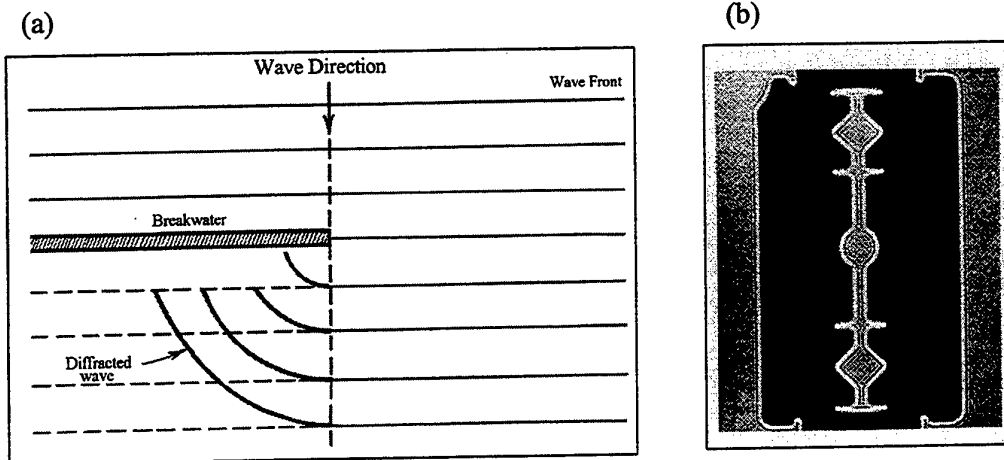 (a)
(b)
Wave Direction
Wave Front
Breakwater
Diffracted
wave